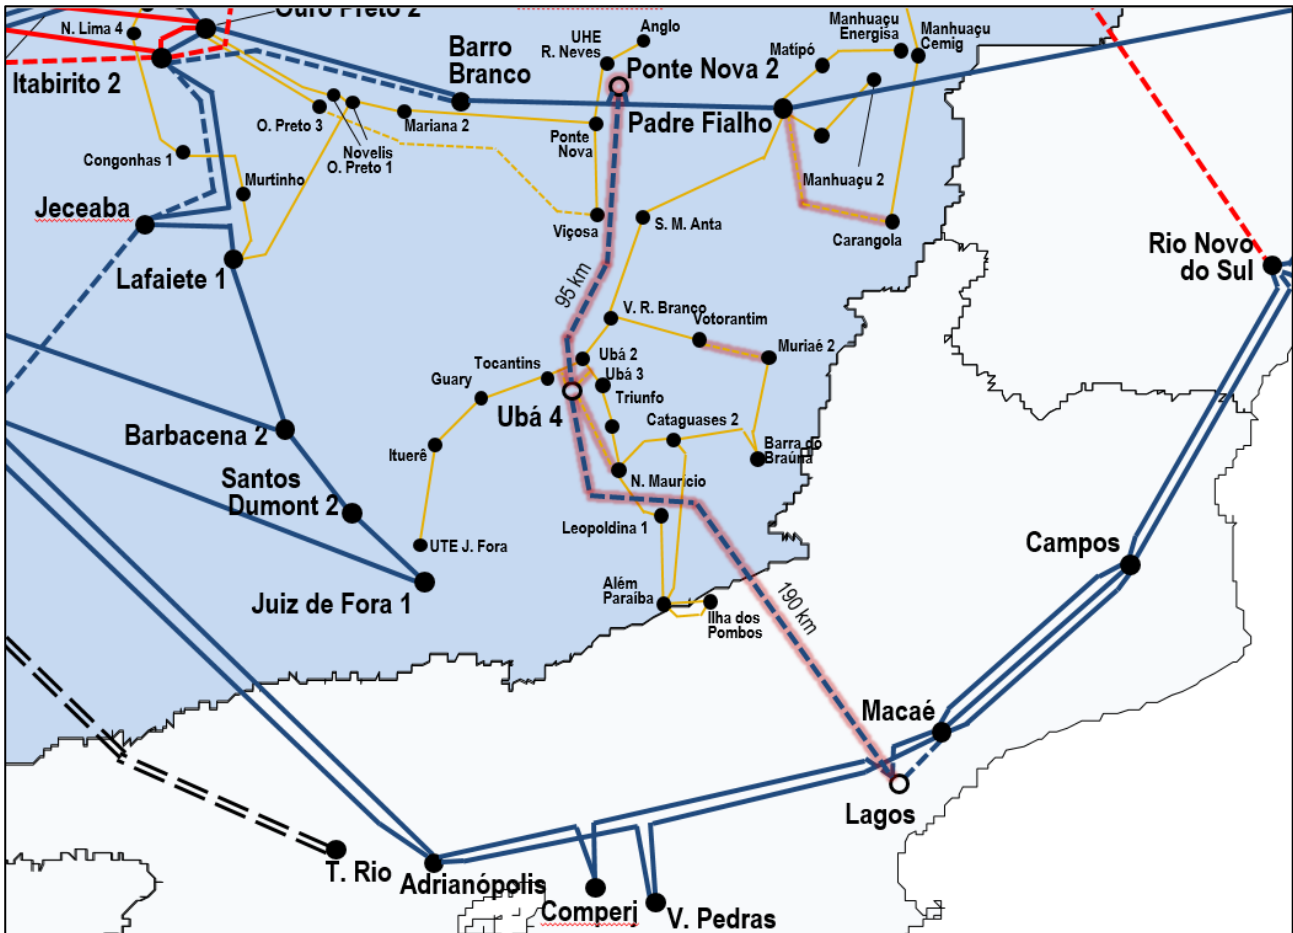 Ouro Preto 2
N. Lima 4
Itabirito 2
Barro
Branco
UHE
R. Neves
Anglo
Ponte Nova 2
Matipó
Manhuaçu
Energisa
Manhuaçu
Cemig
Padre Fialho
O. Preto 3
Novelis
O. Preto 1
Mariana 2
Ponte
Nova
Congonhas 1
Murtinho
Manhuaçu 2
Jeceaba
Viçosa
S. M. Anta
Carangola
Lafaiete 1
Rio Novo
do Sul
95 km
V. R. Branco
Votorantim
Muriaé 2
Ubá 2
Tocantins
Ubá 3
Guary
Triunfo
Ubá 4
Cataguases 2
Barbacena 2
Ituerê
Barra do
Braúna
Santos
Dumont 2
N. Mauricio
Leopoldina 1
UTE J. Fora
Campos
Juiz de Fora 1
Além
Paraíba
Ilha dos
Pombos
190 km
Macaé
Lagos
T. Rio
Adrianópolis
Comperj
V. Pedras